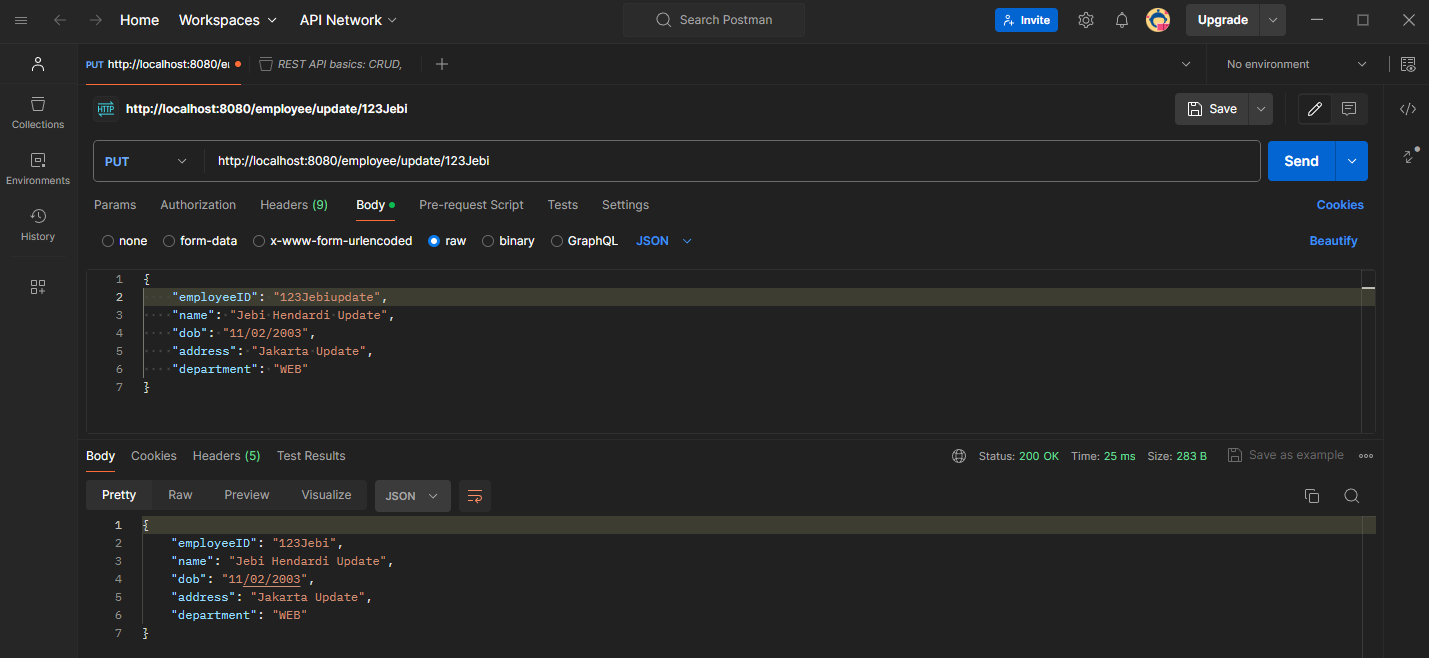 Home Workspaces API Network Search Postman Invite Upgrade
PUT http://localhost:8080/e REST API basics: CRUD, No environment
HTTP http://localhost:8080/employee/update/123Jebi Save
Collections
PUT http://localhost:8080/employee/update/123Jebi Send
Environments
Params Authorization Headers (9) Body Pre-request Script Tests Settings Cookies
History
none form-data x-www-form-urlencoded raw binary GraphQL JSON Beautify
1 {
2 "employeeID": "123Jebiupdate",
3 "name": "Jebi Hendardi Update",
4 "dob": "11/02/2003",
5 "address": "Jakarta Update",
6 "department": "WEB"
7 }
Body Cookies Headers (5) Test Results Status: 200 OK Time: 25 ms Size: 283 B Save as example
Pretty Raw Preview Visualize JSON
1 {
2 "employeeID": "123Jebi",
3 "name": "Jebi Hendardi Update",
4 "dob": "11/02/2003",
5 "address": "Jakarta Update",
6 "department": "WEB"
7 }